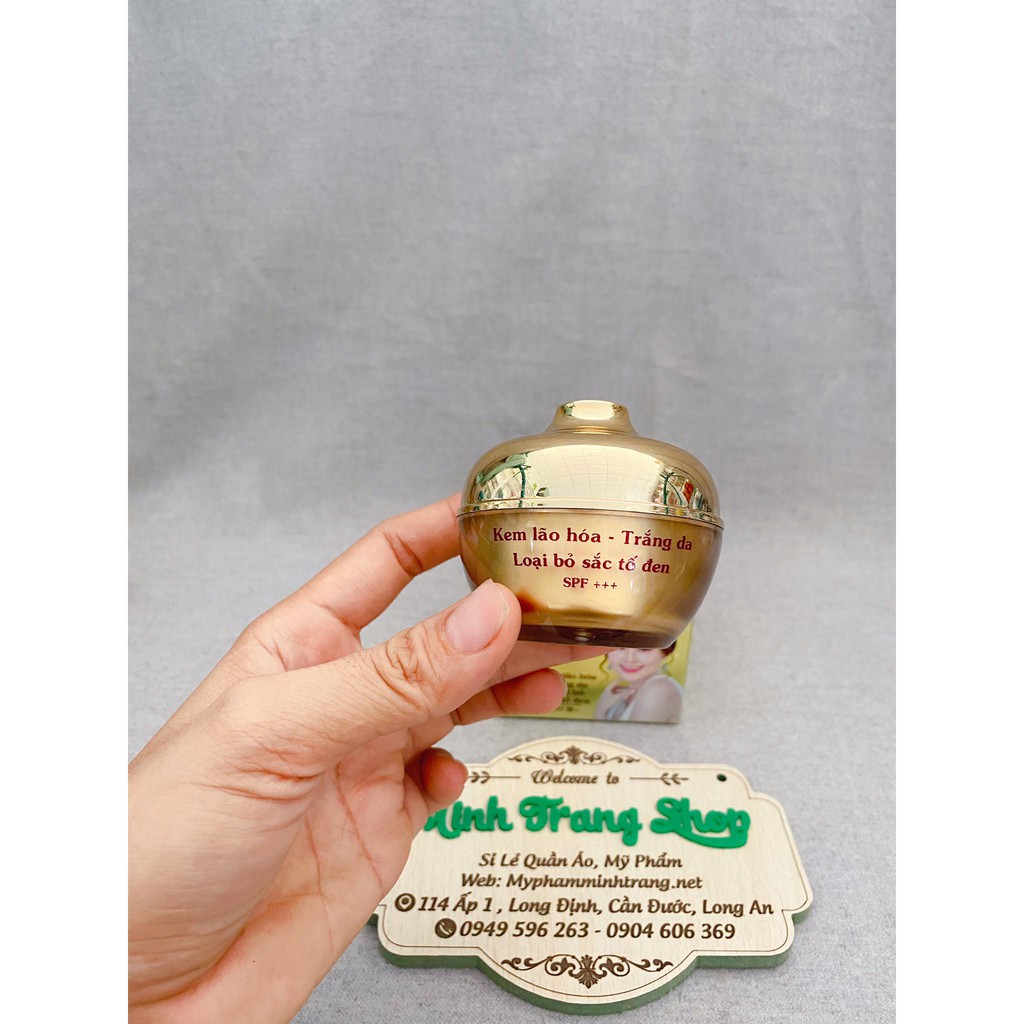 Kem lão hóa - Trắng da
Loại bỏ sắc tố đen
SPF +++
Welcome to
Minh Trang Shop
Sỉ Lẻ Quần Áo, Mỹ Phẩm
Web: Myphamminhtrang.net
114 Ấp 1 , Long Định, Cần Đước, Long An
0949 596 263 - 0904 606 369